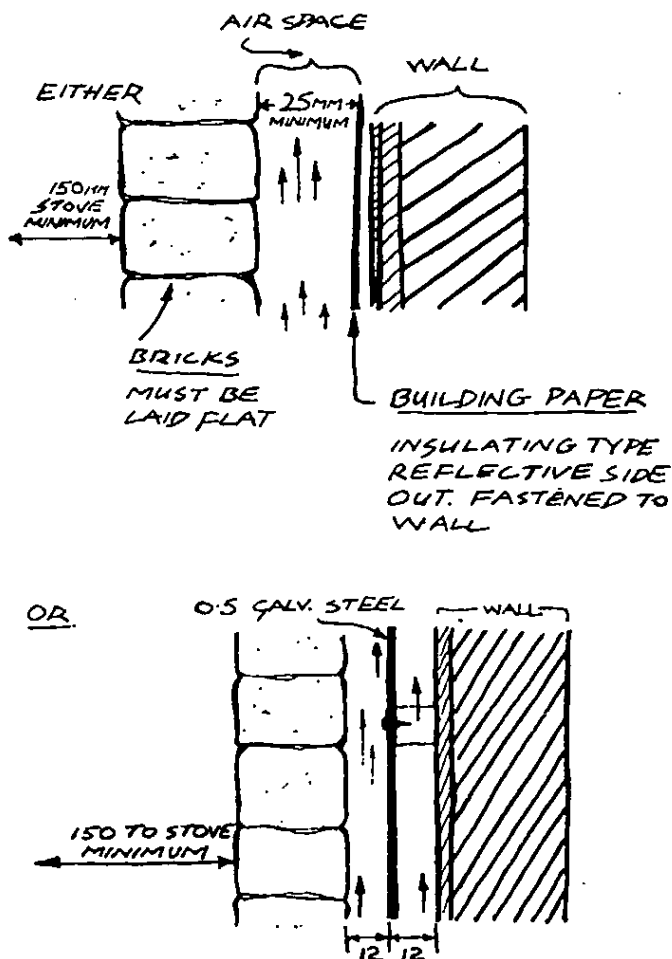 AIR SPACE
WALL
EITHER
25MM
MINIMUM
150MM
STOVE
MINIMUM
BRICKS
MUST BE
LAID FLAT
BUILDING PAPER
INSULATING TYPE
REFLECTIVE SIDE
OUT. FASTENED TO
WALL
OR
0.5 GALV. STEEL
WALL
150 TO STOVE
MINIMUM
12 12